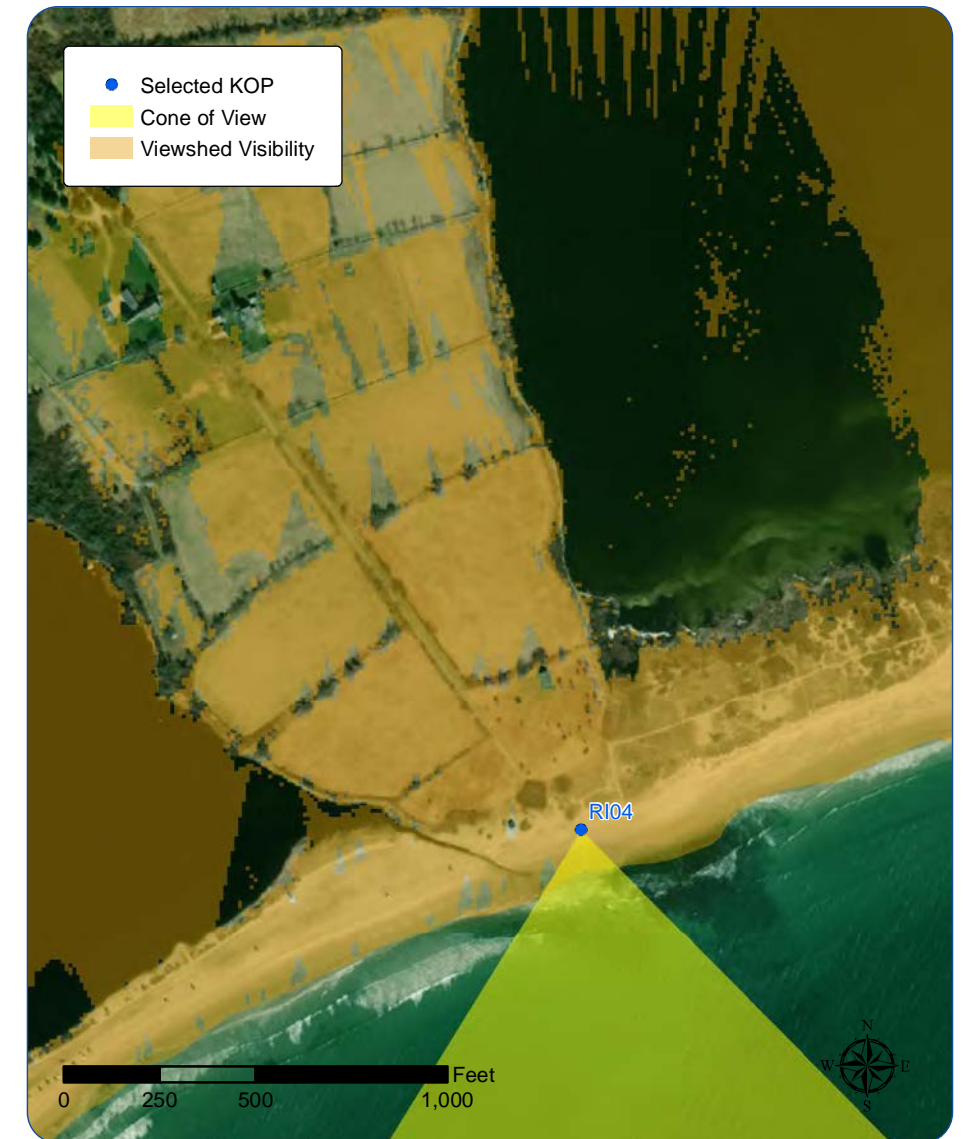 Selected KOP
Cone of View
Viewshed Visibility
RI04
N
W E
S
Feet
0 250 500 1,000